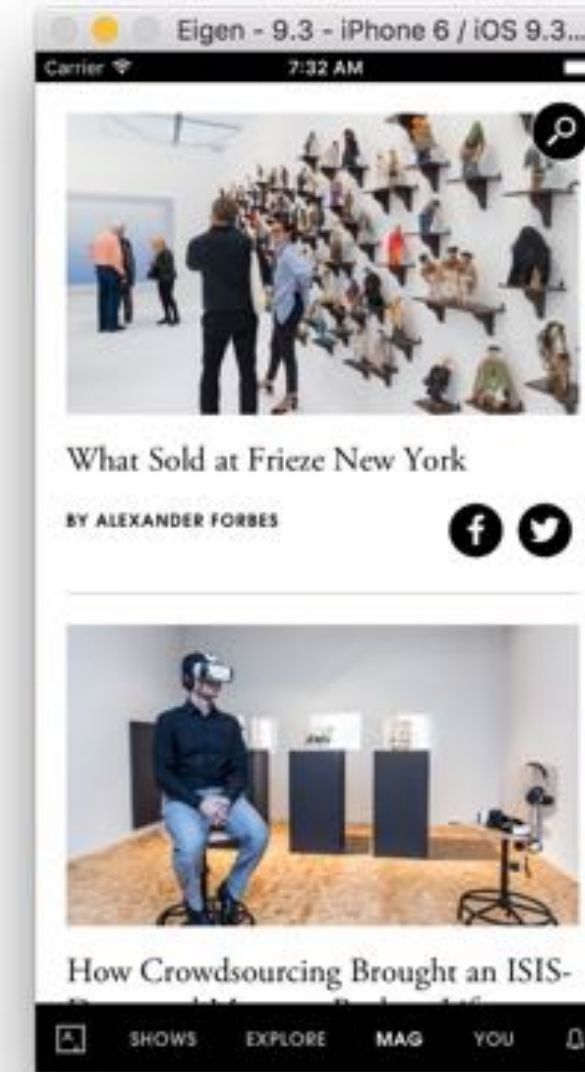 Eigen - 9.3 - iPhone 6 / iOS 9.3...
Carrier 7:32 AM
What Sold at Frieze New York
BY ALEXANDER FORBES
How Crowdsourcing Brought an ISIS-
SHOWS EXPLORE MAG YOU